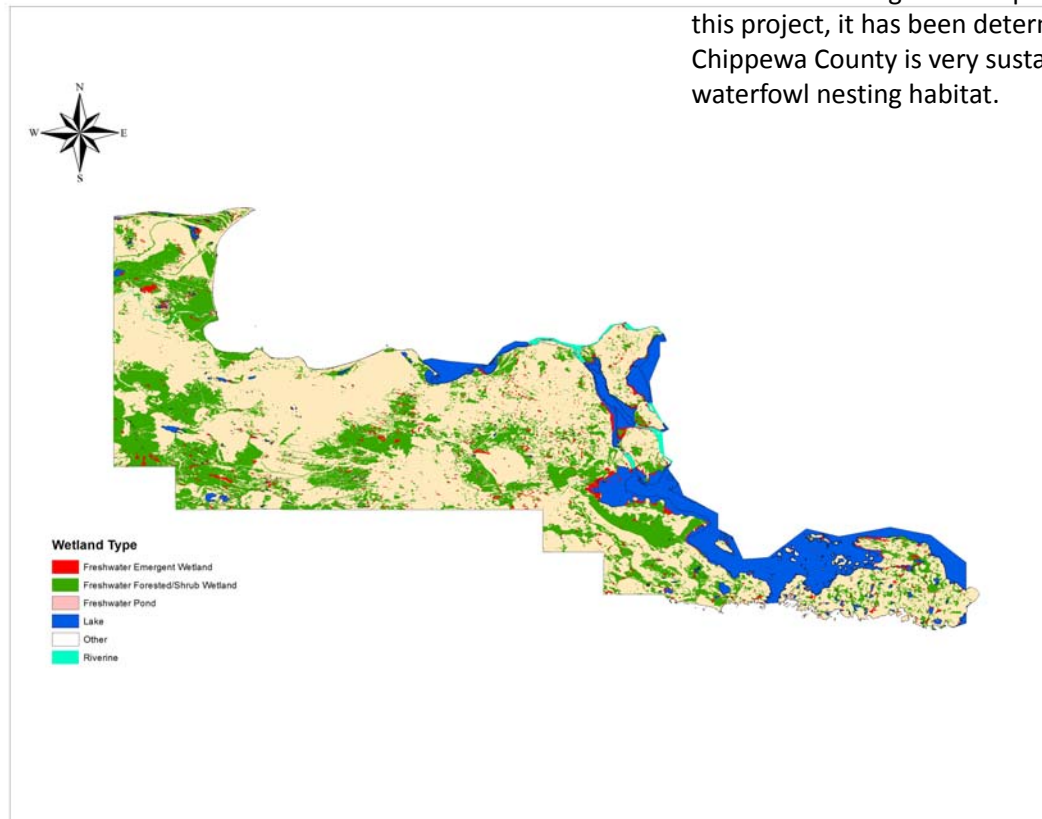 this project, it has been deter
Chippewa County is very susta
waterfowl nesting habitat.
N
W E
S
Wetland Type
Freshwater Emergent Wetland
Freshwater Forested/Shrub Wetland
Freshwater Pond
Lake
Other
Riverine